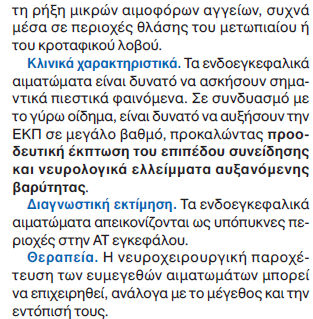 τη ρήξη μικρών αιμοφόρων αγγείων, συχνά
μέσα σε περιοχές θλάσης του μετωπιαίου ή
του κροταφικού λοβού.
Κλινικά χαρακτηριστικά. Τα ενδοεγκεφαλικά
αιματώματα είναι δυνατό να ασκήσουν σημα-
ντικά πιεστικά φαινόμενα. Σε συνδυασμό με
το γύρω οίδημα, είναι δυνατό να αυξήσουν την
ΕΚΠ σε μεγάλο βαθμό, προκαλώντας προο-
δευτική έκπτωση του επιπέδου συνείδησης
και νευρολογικά ελλείμματα αυξανόμενης
βαρύτητας.
Διαγνωστική εκτίμηση. Τα ενδοεγκεφαλικά
αιματώματα απεικονίζονται ως υπόπυκνες πε-
ριοχές στην ΑΤ εγκεφάλου.
Θεραπεία. Η νευροχειρουργική παροχέ-
τευση των ευμεγεθών αιματωμάτων μπορεί
να επιχειρηθεί, ανάλογα με το μέγεθος και την
εντόπισή τους.